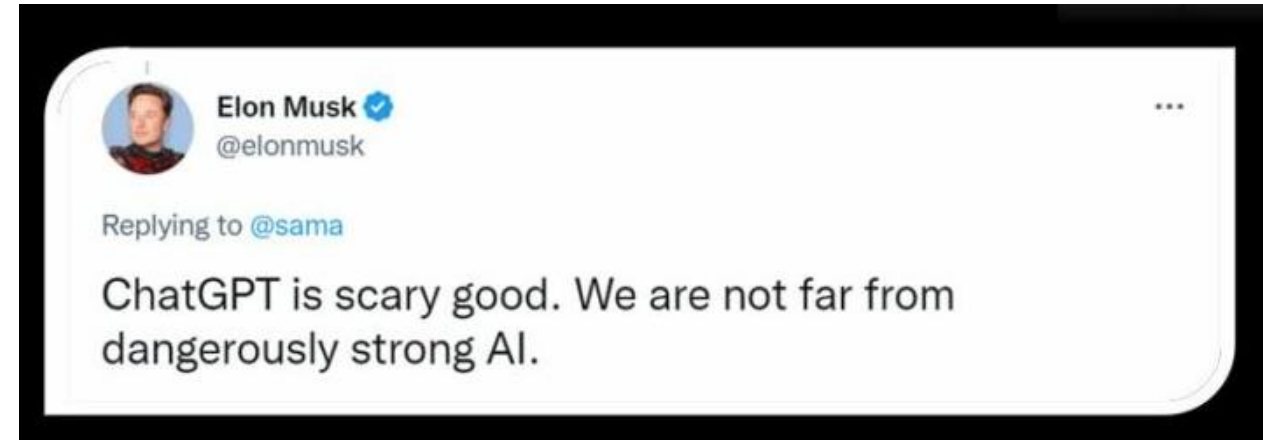 Elon Musk
@elonmusk
Replying to @sama
ChatGPT is scary good. We are not far from
dangerously strong AI.